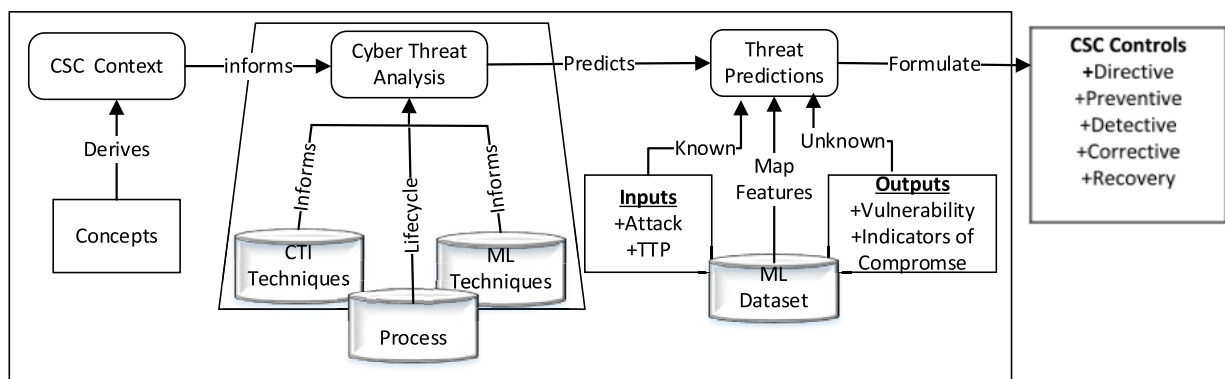 CSC Context
informs
Cyber Threat
Analysis
Predicts
Threat
Predictions
Formulate
CSC Controls
+Directive
+Preventive
+Detective
+Corrective
+Recovery
Derives
Concepts
Informs
Lifecycle
Informs
CTI
Techniques
ML
Techniques
Process
Known
Map
Features
Unknown
Inputs
+Attack
+TTP
Outputs
+Vulnerability
+Indicators of
Compromse
ML
Dataset